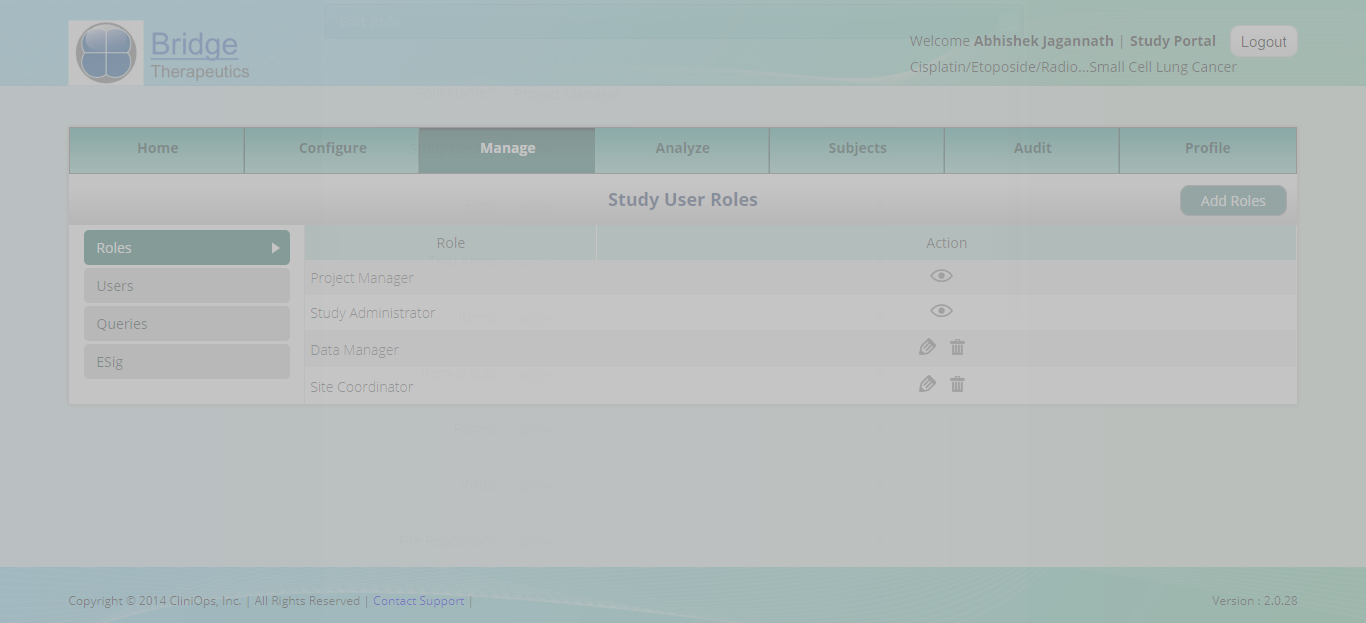 Bridge
Therapeutics
Welcome Abhishek Jagannath | Study Portal
Logout
Cisplatin/Etoposide/Radio...Small Cell Lung Cancer
Home
Configure
Manage
Analyze
Subjects
Audit
Profile
Study User Roles
Add Roles
Roles
Users
Queries
ESig
Role
Action
Project Manager
Study Administrator
Data Manager
Site Coordinator
Copyright © 2014 CliniOps, Inc. | All Rights Reserved | Contact Support |
Version : 2.0.28